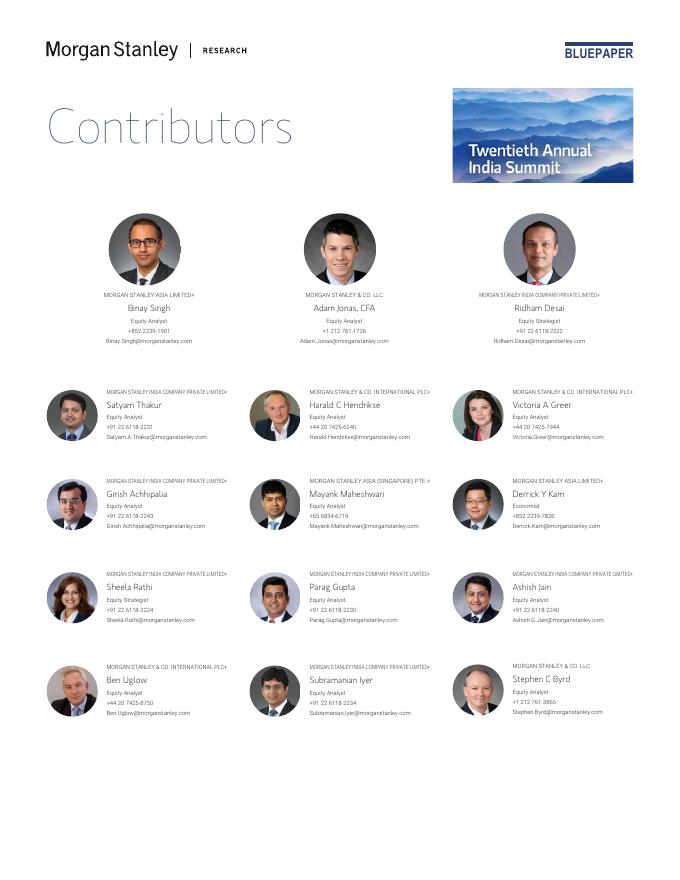 Morgan Stanley | RESEARCH
BLUEPAPER
Contributors
Twentieth Annual
India Summit
MORGAN STANLEY ASIA LIMITED+
Binay Singh
Equity Analyst
+852 2239-1901
Binay.Singh@morganstanley.com
MORGAN STANLEY & CO. LLC
Adam Jonas, CFA
Equity Analyst
+1 212 761-1726
Adam.Jonas@morganstanley.com
MORGAN STANLEY INDIA COMPANY PRIVATE LIMITED+
Ridham Desai
Equity Strategist
+91 22 6118-2222
Ridham.Desai@morganstanley.com
MORGAN STANLEY INDIA COMPANY PRIVATE LIMITED+
Satyam Thakur
Equity Analyst
+91 22 6118-2231
Satyam.A.Thakur@morganstanley.com
MORGAN STANLEY & CO. INTERNATIONAL PLC+
Harald C Hendrikse
Equity Analyst
+44 20 7425-6240
Harald.Hendrikse@morganstanley.com
MORGAN STANLEY & CO. INTERNATIONAL PLC+
Victoria A Greer
Equity Analyst
+44 20 7425-7944
Victoria.Greer@morganstanley.com
MORGAN STANLEY INDIA COMPANY PRIVATE LIMITED+
Girish Achhipalia
Equity Analyst
+91 22 6118-2243
Girish.Achhipalia@morganstanley.com
MORGAN STANLEY ASIA (SINGAPORE) PTE.+
Mayank Maheshwari
Equity Analyst
+65 6834-6719
Mayank.Maheshwari@morganstanley.com
MORGAN STANLEY ASIA LIMITED+
Derrick Y Kam
Economist
+852 2239-7826
Derrick.Kam@morganstanley.com
MORGAN STANLEY INDIA COMPANY PRIVATE LIMITED+
Sheela Rathi
Equity Strategist
+91 22 6118-2224
Sheela.Rathi@morganstanley.com
MORGAN STANLEY INDIA COMPANY PRIVATE LIMITED+
Parag Gupta
Equity Analyst
+91 22 6118-2230
Parag.Gupta@morganstanley.com
MORGAN STANLEY INDIA COMPANY PRIVATE LIMITED+
Ashish Jain
Equity Analyst
+91 22 6118-2240
Ashish.G.Jain@morganstanley.com
MORGAN STANLEY & CO. INTERNATIONAL PLC+
Ben Uglow
Equity Analyst
+44 20 7425-8750
Ben.Uglow@morganstanley.com
MORGAN STANLEY INDIA COMPANY PRIVATE LIMITED+
Subramanian Iyer
Equity Analyst
+91 22 6118-2234
Subramanian.Iyer@morganstanley.com
MORGAN STANLEY & CO. LLC
Stephen C Byrd
Equity Analyst
+1 212 761-3865
Stephen.Byrd@morganstanley.com